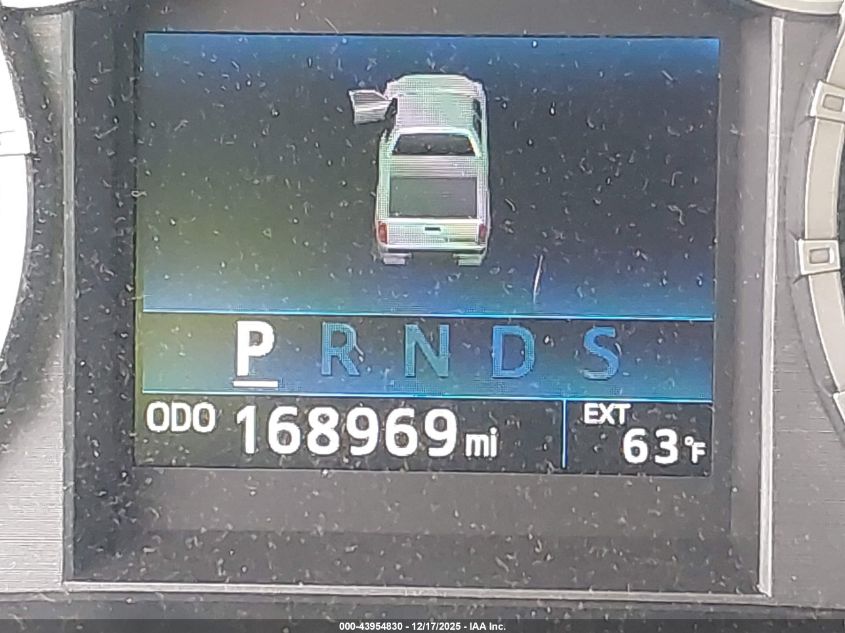 P R N D S
ODO 168969 mi
EXT
63°F
000-43954830 - 12/17/2025 - IAA Inc.